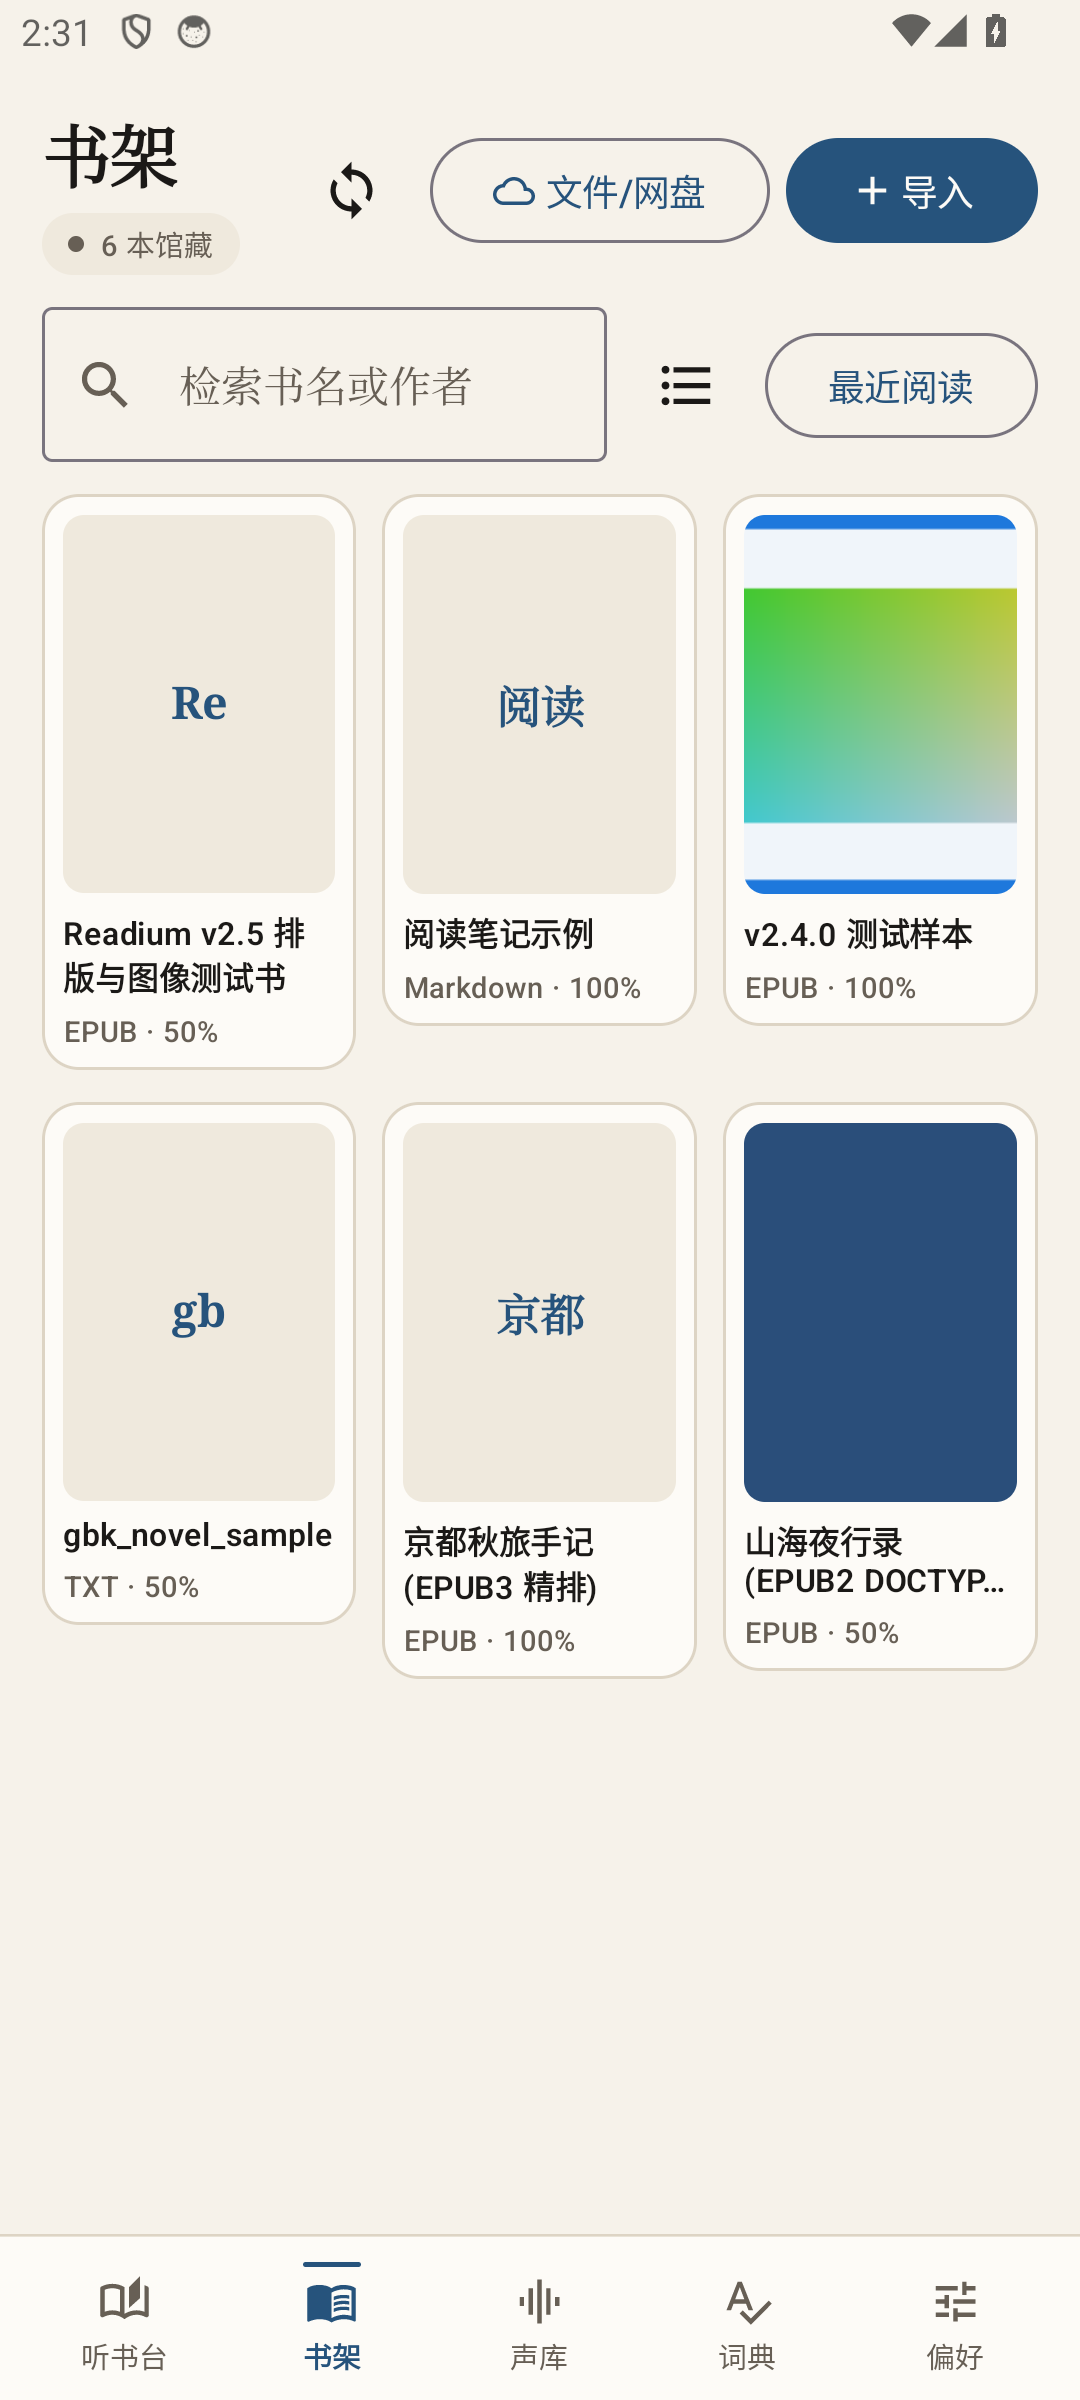 2:31
书架
6 本馆藏
文件/网盘
导入
检索书名或作者
最近阅读
Re
阅读
Readium v2.5 排
版与图像测试书
EPUB · 50%
阅读笔记示例
Markdown · 100%
v2.4.0 测试样本
EPUB · 100%
gb
京都
gbk_novel_sample
TXT · 50%
京都秋旅手记
(EPUB3 精排)
EPUB · 100%
山海夜行录
(EPUB2 DOCTYP…
EPUB · 50%
听书台
书架
声库
词典
偏好